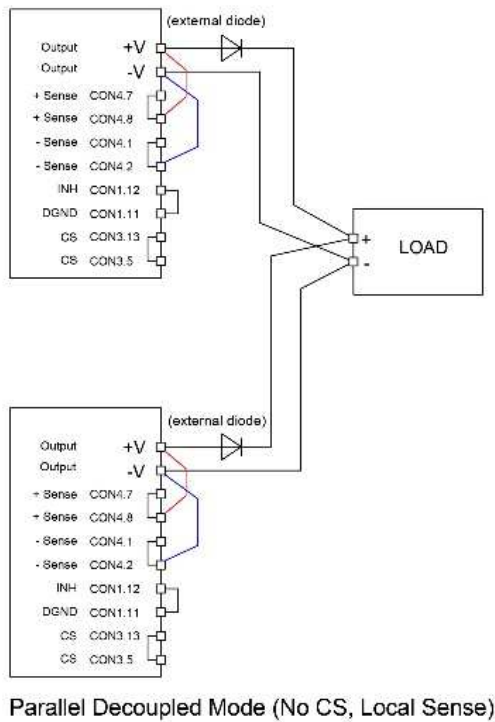 (external diode)
Output +V
Output -V
+ Sense CON4.7
+ Sense CON4.8
- Sense CON4.1
- Sense CON4.2
INH CON1.12
DGND CON1.11
CS CON3.13
CS CON3.5
+ LOAD
-
(external diode)
Output +V
Output -V
+ Sense CON4.7
+ Sense CON4.8
- Sense CON4.1
- Sense CON4.2
INH CON1.12
DGND CON1.11
CS CON3.13
CS CON3.5
Parallel Decoupled Mode (No CS, Local Sense)